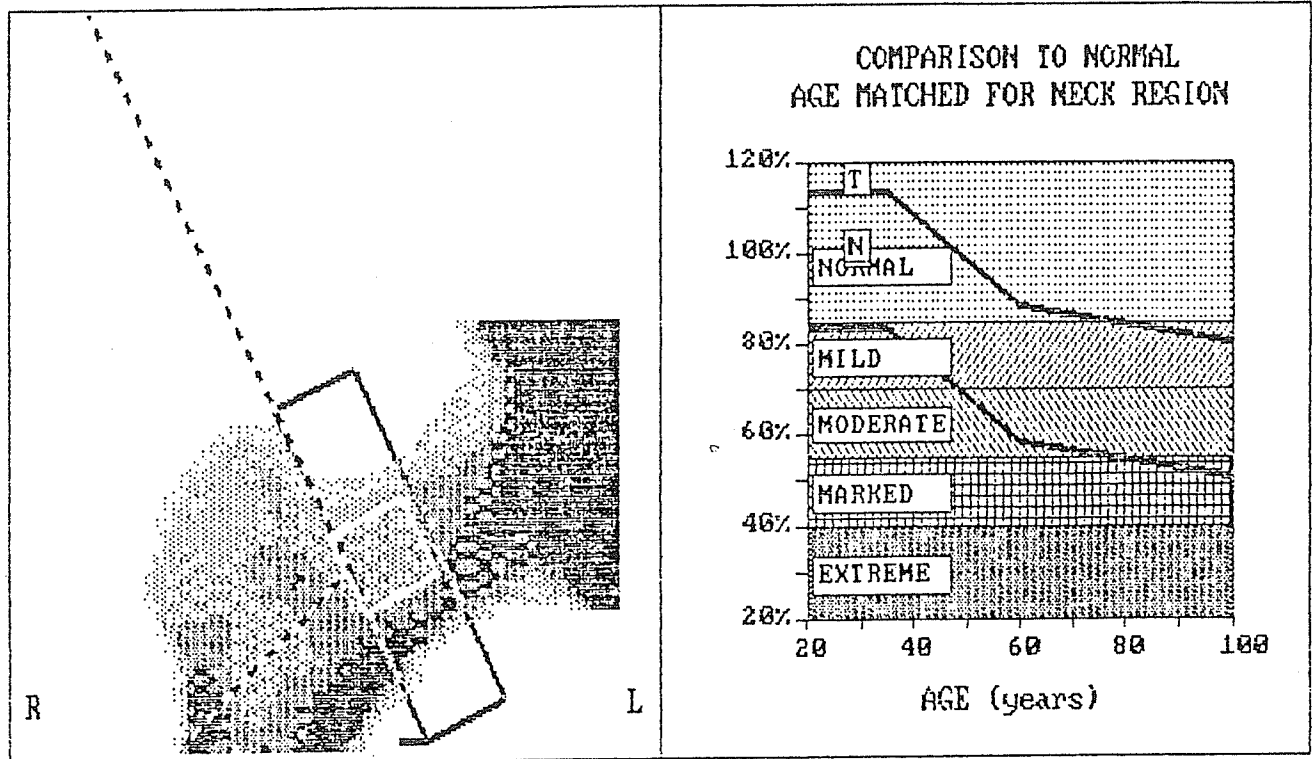 R
L
COMPARISON TO NORMAL
AGE MATCHED FOR NECK REGION
120%
T
100%
N
NORMAL
80%
MILD
60%
MODERATE
MARKED
40%
EXTREME
20%
20 40 60 80 100
AGE (years)